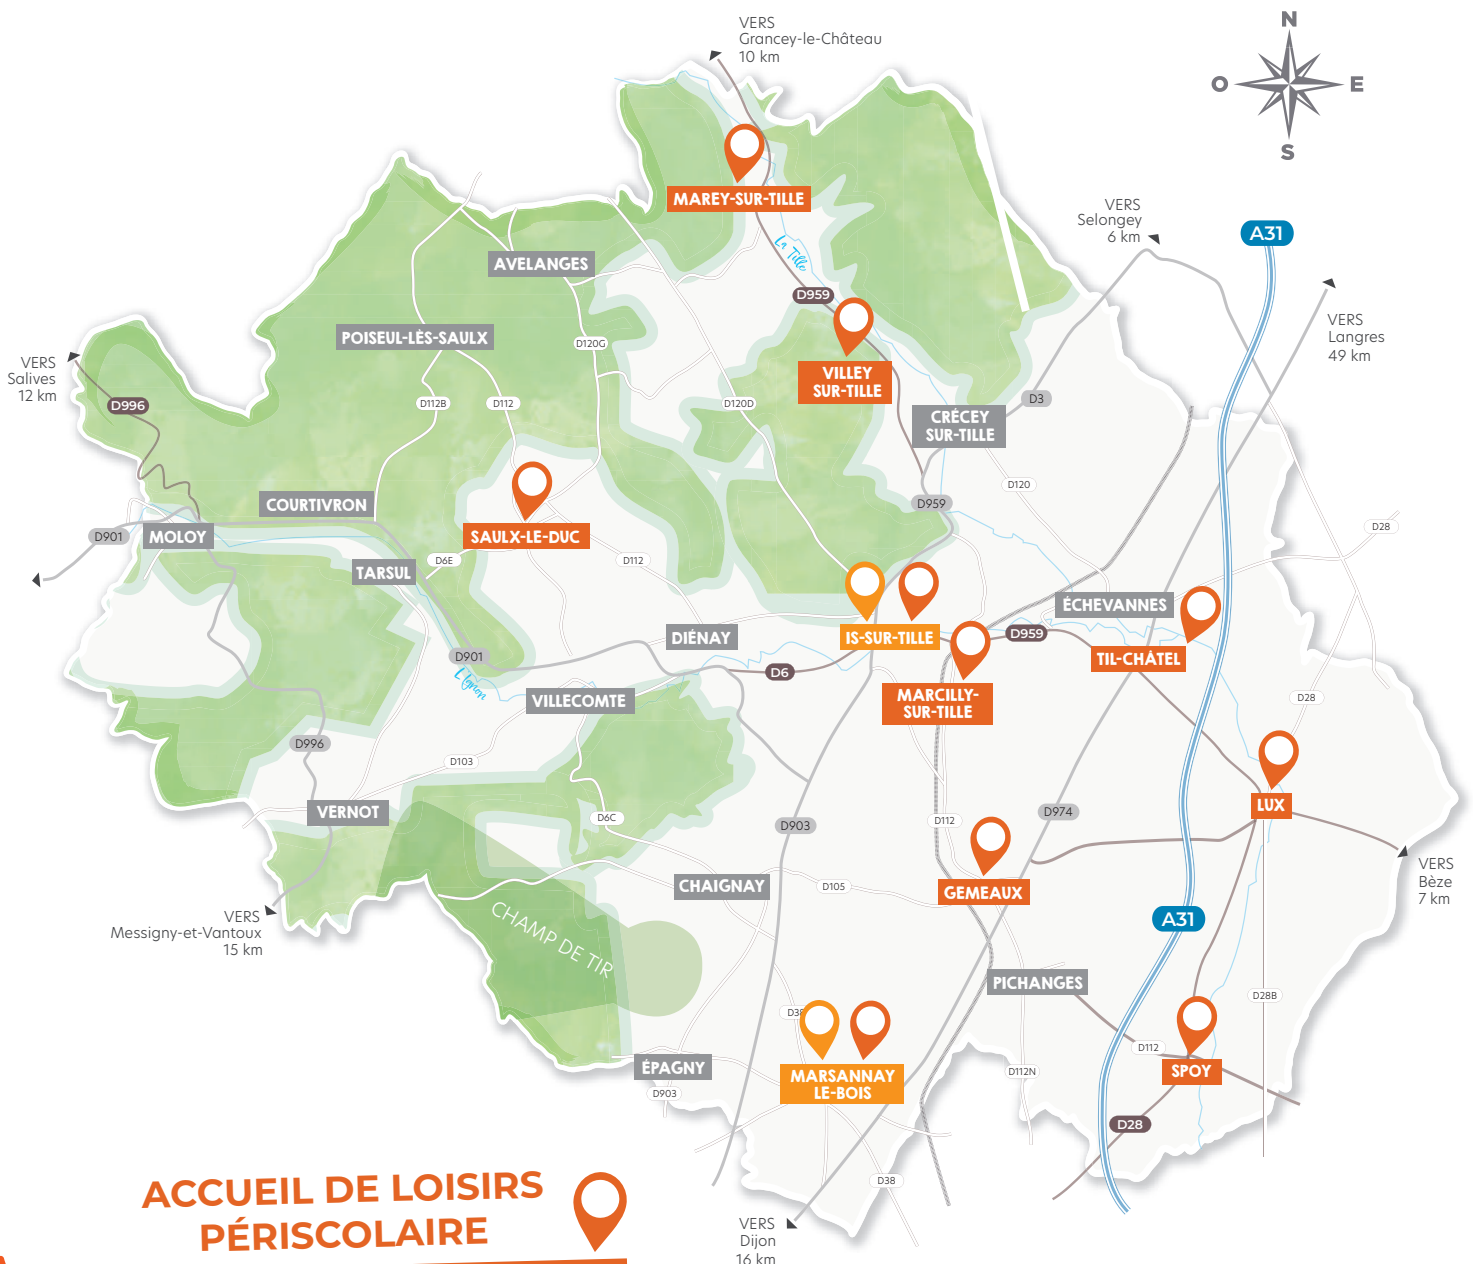 VERS
Grancey-le-Château
10 km
N
O
E
S
MAREY-SUR-TILLE
VERS
Selongey
6 km
A31
La Tille
AVELANGES
D959
VERS
Langres
49 km
POISEUL-LÈS-SAULX
D120G
VERS
Salives
12 km
D996
D112B
D112
D120D
VILLEY
SUR-TILLE
D3
CRÉCEY
SUR-TILLE
D120
D959
COURTIVRON
D28
D901
MOLOY
SAULX-LE-DUC
D6E
D112
TARSUL
ÉCHEVANNES
DIÉNAY
IS-SUR-TILLE
D959
TIL-CHÂTEL
D901
L'Ignon
D6
VILLECOMTE
MARCILLY-
SUR-TILLE
D28
D996
D103
VERNOT
D6C
D903
D112
D974
LUX
VERS
Bèze
7 km
CHAIGNAY
D105
GEMEAUX
VERS
Messigny-et-Vantoux
15 km
CHAMP DE TIR
A31
PICHANGES
D28B
D112
ÉPAGNY
MARSANNAY
LE-BOIS
D112N
SPOY
D903
D28
D38
VERS
Dijon
16 km
ACCUEIL DE LOISIRS
PÉRISCOLAIRE